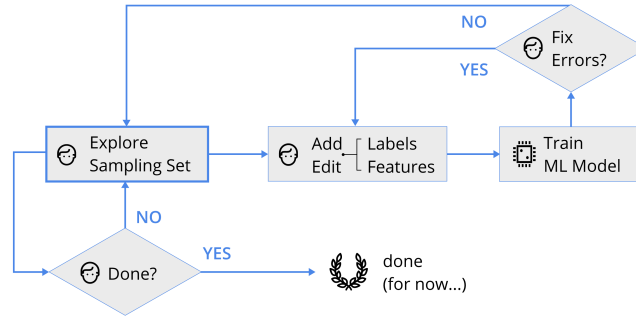 NO
Fix
Errors?
YES
Explore
Sampling Set
Add
Edit
Labels
Features
Train
ML Model
NO
Done?
YES
done
(for now...)